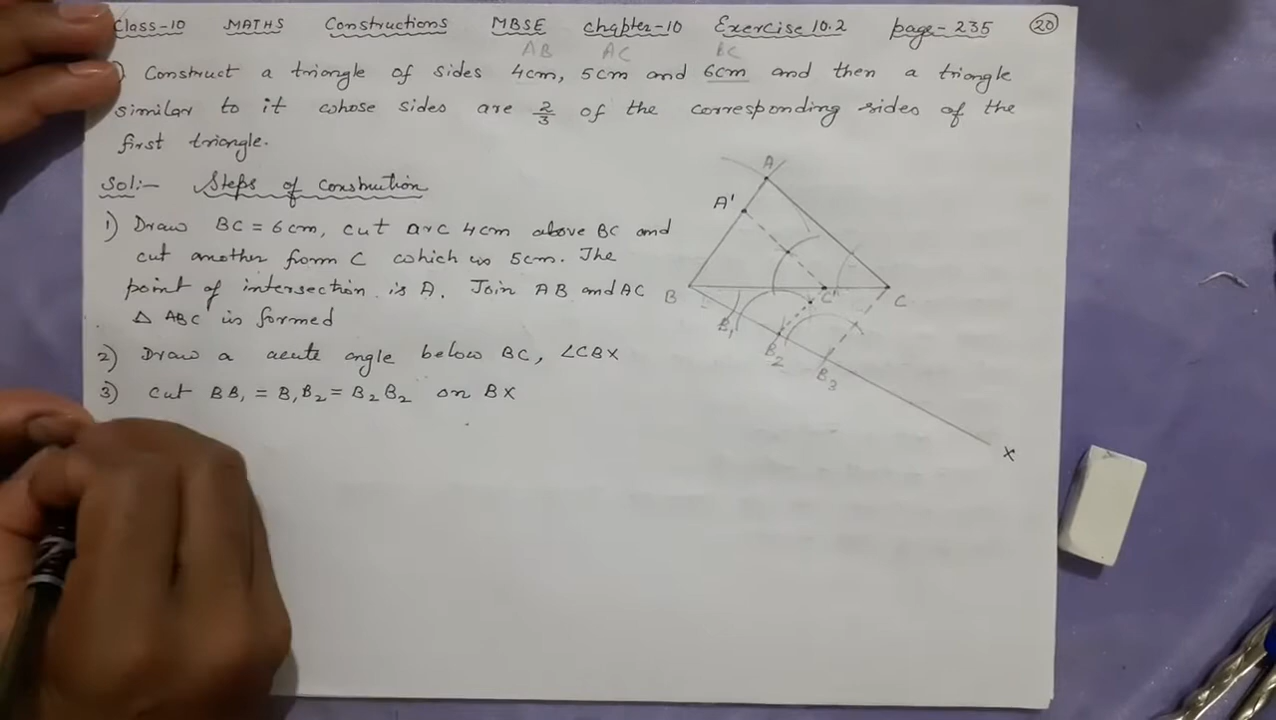 Class-10 MATHS Constructions MBSE chapter-10 Exercise 10.2 page-235 20
AB AC BC
) Construct a triangle of sides 4cm, 5cm and 6cm and then a triangle
similar to it whose sides are 2/3 of the corresponding sides of the
first triangle.
Sol:- Steps of Construction
1) Draw BC = 6cm, cut arc 4cm above BC and
cut another from C which is 5cm. The
point of intersection is A. Join AB and AC
△ ABC is formed
2) Draw a acute angle below BC, ∠CBX
3) Cut BB₁ = B₁B₂ = B₂B₂ on BX
A
A'
B
C'
C
B₁
B₂
B₃
X